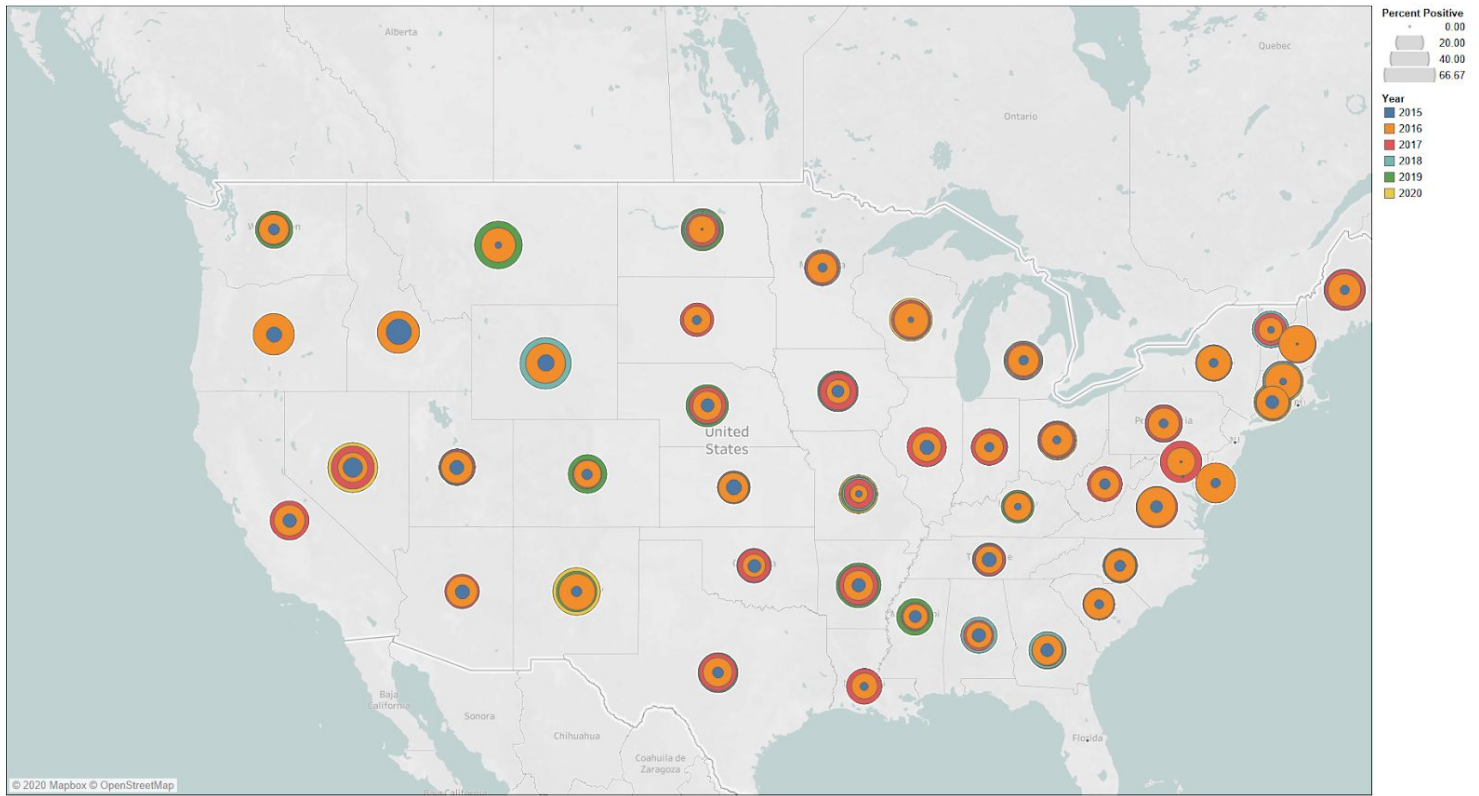 Alberta
Quebec
Ontario
United
States
Baja
California
Sonora
Chihuahua
Coahuila de
Zaragoza
Florida
© 2020 Mapbox © OpenStreetMap
Percent Positive
0.00
20.00
40.00
66.67
Year
2015
2016
2017
2018
2019
2020